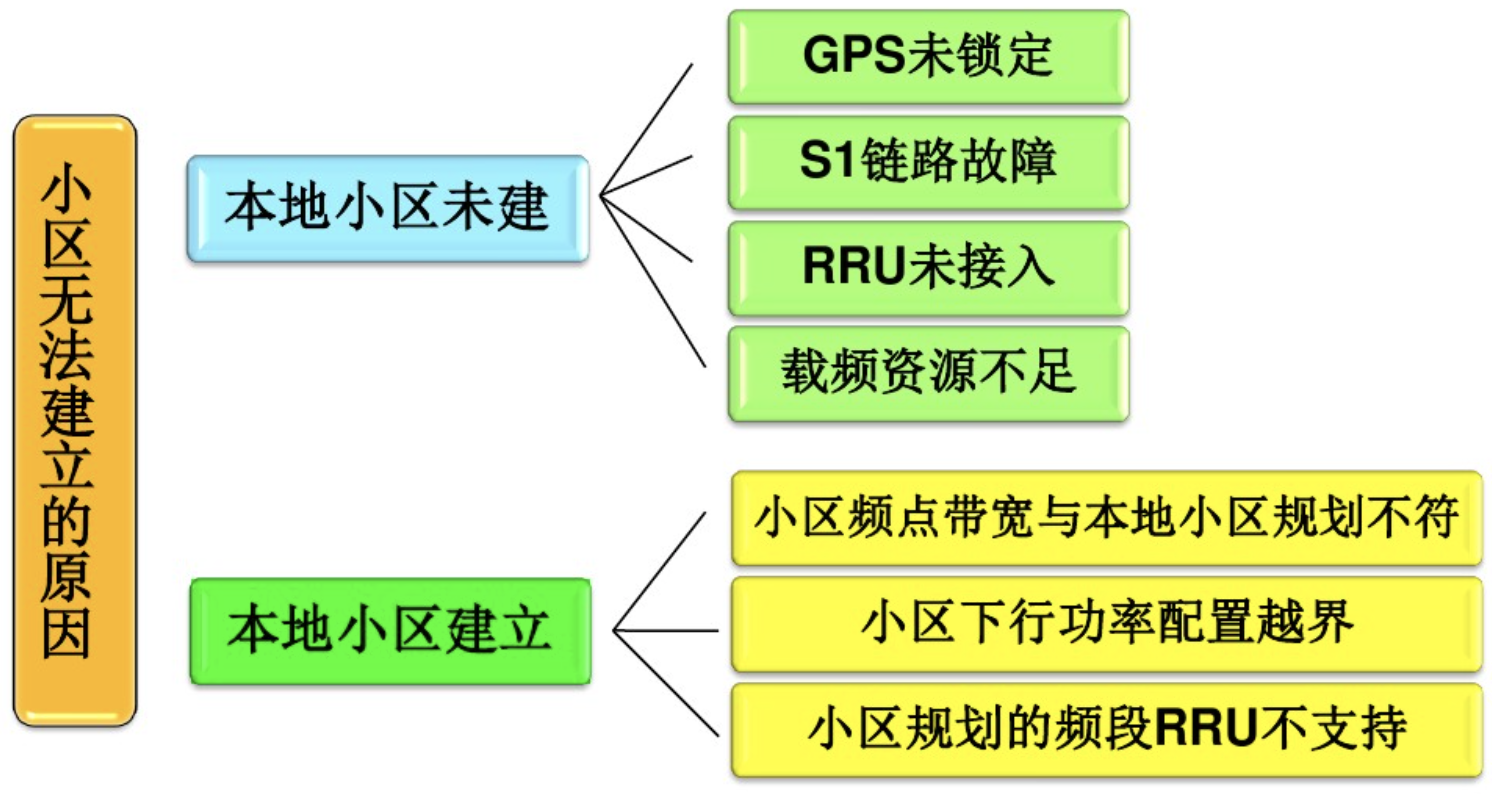 小区无法建立的原因
本地小区未建
GPS未锁定
S1链路故障
RRU未接入
载频资源不足
本地小区建立
小区频点带宽与本地小区规划不符
小区下行功率配置越界
小区规划的频段RRU不支持